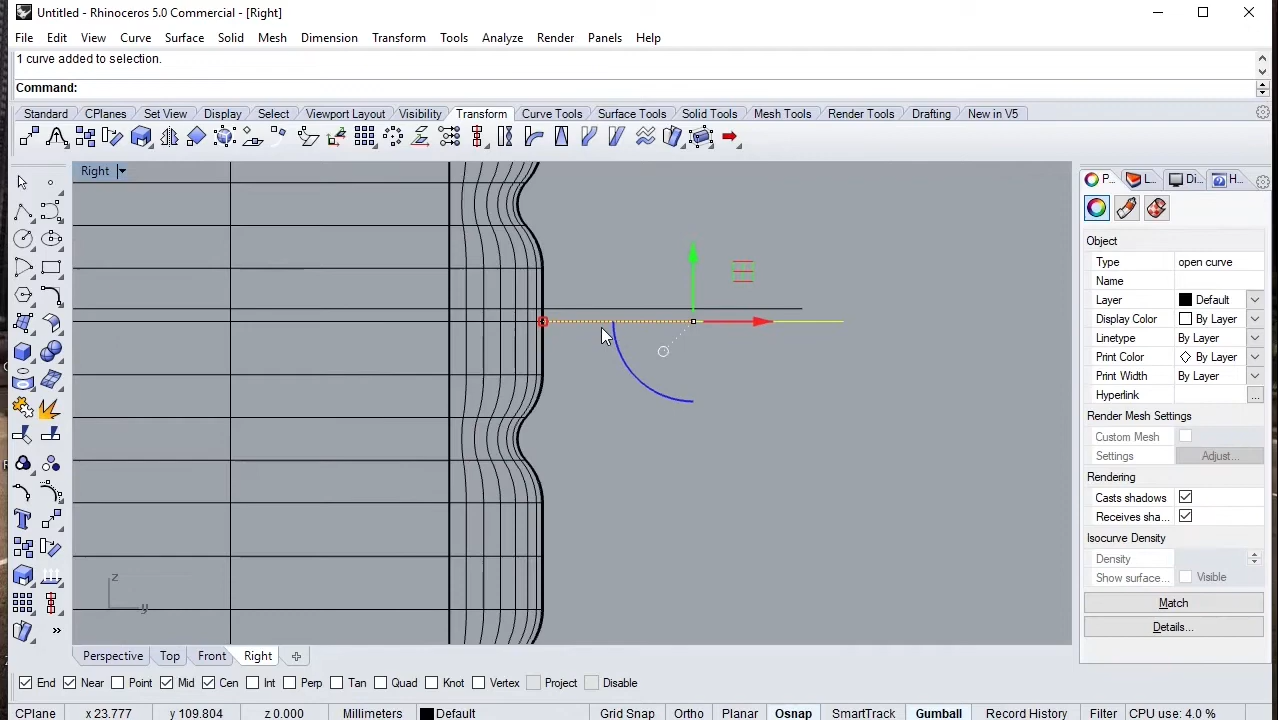 Untitled - Rhinoceros 5.0 Commercial - [Right]
File Edit View Curve Surface Solid Mesh Dimension Transform Tools Analyze Render Panels Help
1 curve added to selection.
Command:
Standard CPlanes Set View Display Select Viewport Layout Visibility Transform Curve Tools Surface Tools Solid Tools Mesh Tools Render Tools Drafting New in V5
Right
P... L... Di... H...
Object
Type open curve
Name
Layer Default
Display Color By Layer
Linetype By Layer
Print Color By Layer
Print Width By Layer
Hyperlink ...
Render Mesh Settings
Custom Mesh
Settings Adjust...
Rendering
Casts shadows
Receives sha...
Isocurve Density
Density
Show surface... Visible
Match
Details...
z
y
Perspective Top Front Right
End Near Point Mid Cen Int Perp Tan Quad Knot Vertex Project Disable
CPlane x 23.777 y 109.804 z 0.000 Millimeters Default Grid Snap Ortho Planar Osnap SmartTrack Gumball Record History Filter CPU use: 4.0 %